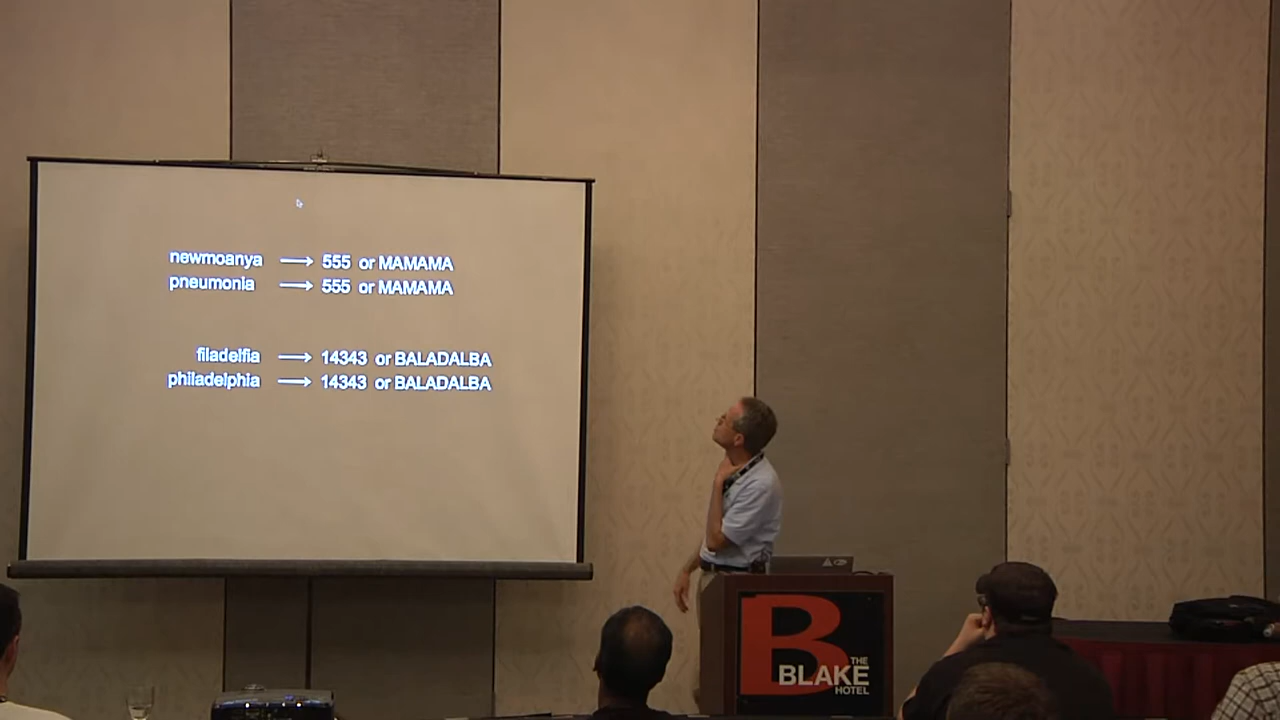 newmoanya → 555 or MAMAMA
pneumonia → 555 or MAMAMA
filadelfia → 14343 or BALADALBA
philadelphia → 14343 or BALADALBA
B
THE
BLAKE
HOTEL